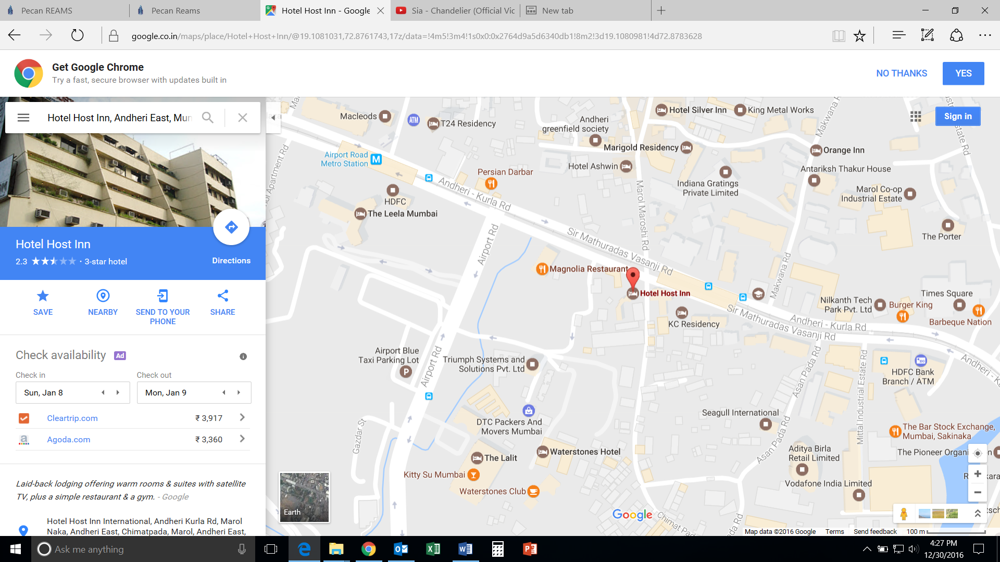 Pecan REAMS
Pecan Reams
Hotel Host Inn - Google
Sia - Chandelier (Official Vic
New tab
google.co.in/maps/place/Hotel+Host+Inn/@19.1081031,72.8761743,17z/data=!4m5!3m4!1s0x0:0x2764d9a5d6340db1!8m2!3d19.1080981!4d72.8783628
Get Google Chrome
Try a fast, secure browser with updates built in
NO THANKS
YES
Hotel Host Inn, Andheri East, Mun
Hotel Host Inn
2.3 · 3-star hotel
Directions
SAVE
NEARBY
SEND TO YOUR
PHONE
SHARE
Check availability Ad
Check in
Check out
Sun, Jan 8
Mon, Jan 9
Cleartrip.com ₹ 3,917
Agoda.com ₹ 3,360
Laid-back lodging offering warm rooms & suites with satellite
TV, plus a simple restaurant & a gym. - Google
Hotel Host Inn International, Andheri Kurla Rd, Marol
Naka, Andheri East, Chimatpada, Marol, Andheri East,
Sign in
Macleods
ATM
T24 Residency
Andheri
greenfield society
Hotel Silver Inn
King Metal Works
Makwana R
Marigold Residency
Orange Inn
Airport Road
Metro Station
M
Apartment Rd
Persian Darbar
Hotel Ashwin
Antariksh Thakur House
Indiana Gratings
Private Limited
Marol Co-op
Industrial Estate
state Rd
HDFC
The Leela Mumbai
Andheri - Kurla Rd
Marol Maroshi Rd
Sir Mathuradas Vasanji Rd
The Porter
Airport Rd
Magnolia Restaurant
Hotel Host Inn
KC Residency
Makwana Rd
Nilkanth Tech
Park Pvt. Ltd
Burger King
Times Square
Barbeque Nation
Andheri - Kurla Rd
Sir Mathuradas Vasanji Rd
Airport Blue
Taxi Parking Lot
P
Airport Rd
Triumph Systems and
Solutions Pvt. Ltd
Asan Pada Rd
Mittal Industrial Estate Rd
HDFC Bank
Branch / ATM
Andheri - K
DTC Packers And
Movers Mumbai
Seagull International
Asan Pada Rd
The Bar Stock Exchange,
Mumbai, Sakinaka
Gazdar St
The Lalit
Waterstones Hotel
Aditya Birla
Retail Limited
The Pioneer Organi
Kitty Su Mumbai
Waterstones Club
Vodafone India Limited
Earth
Google
Chimat Pad
Pada Rd
Map data ©2016 Google Terms Send feedback 100 m
Ask me anything
4:27 PM
12/30/2016